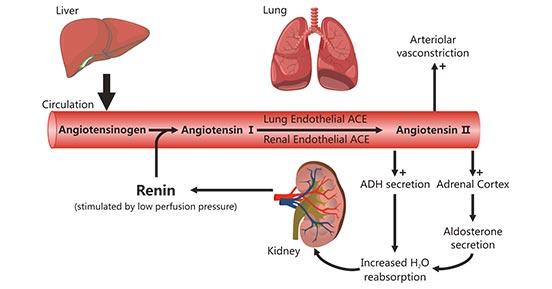 Liver
Lung
Arteriolar
vasconstriction
+
Circulation
Angiotensinogen
Angiotensin I
Lung Endothelial ACE
Renal Endothelial ACE
Angiotensin II
Renin
(stimulated by low perfusion pressure)
Kidney
+
ADH secretion
+
Adrenal Cortex
Aldosterone
secretion
Increased H₂O
reabsorption